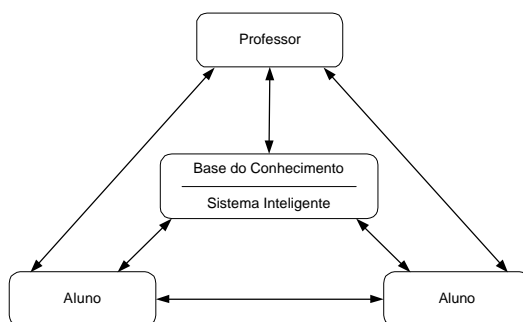 Professor
Base do Conhecimento
Sistema Inteligente
Aluno
Aluno